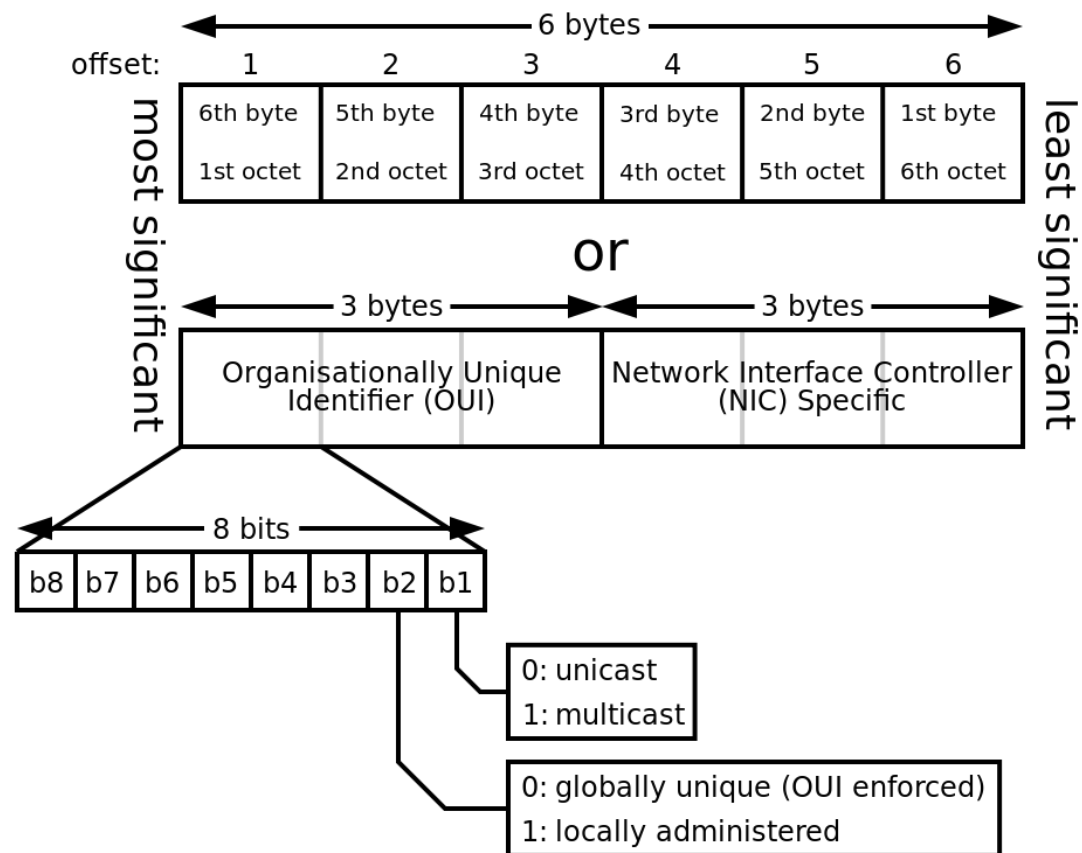 6 bytes
offset: 1 2 3 4 5 6
most significant
6th byte 5th byte 4th byte 3rd byte 2nd byte 1st byte
1st octet 2nd octet 3rd octet 4th octet 5th octet 6th octet
least significant
or
3 bytes 3 bytes
Organisationally Unique
Identifier (OUI)
Network Interface Controller
(NIC) Specific
8 bits
b8 b7 b6 b5 b4 b3 b2 b1
0: unicast
1: multicast
0: globally unique (OUI enforced)
1: locally administered